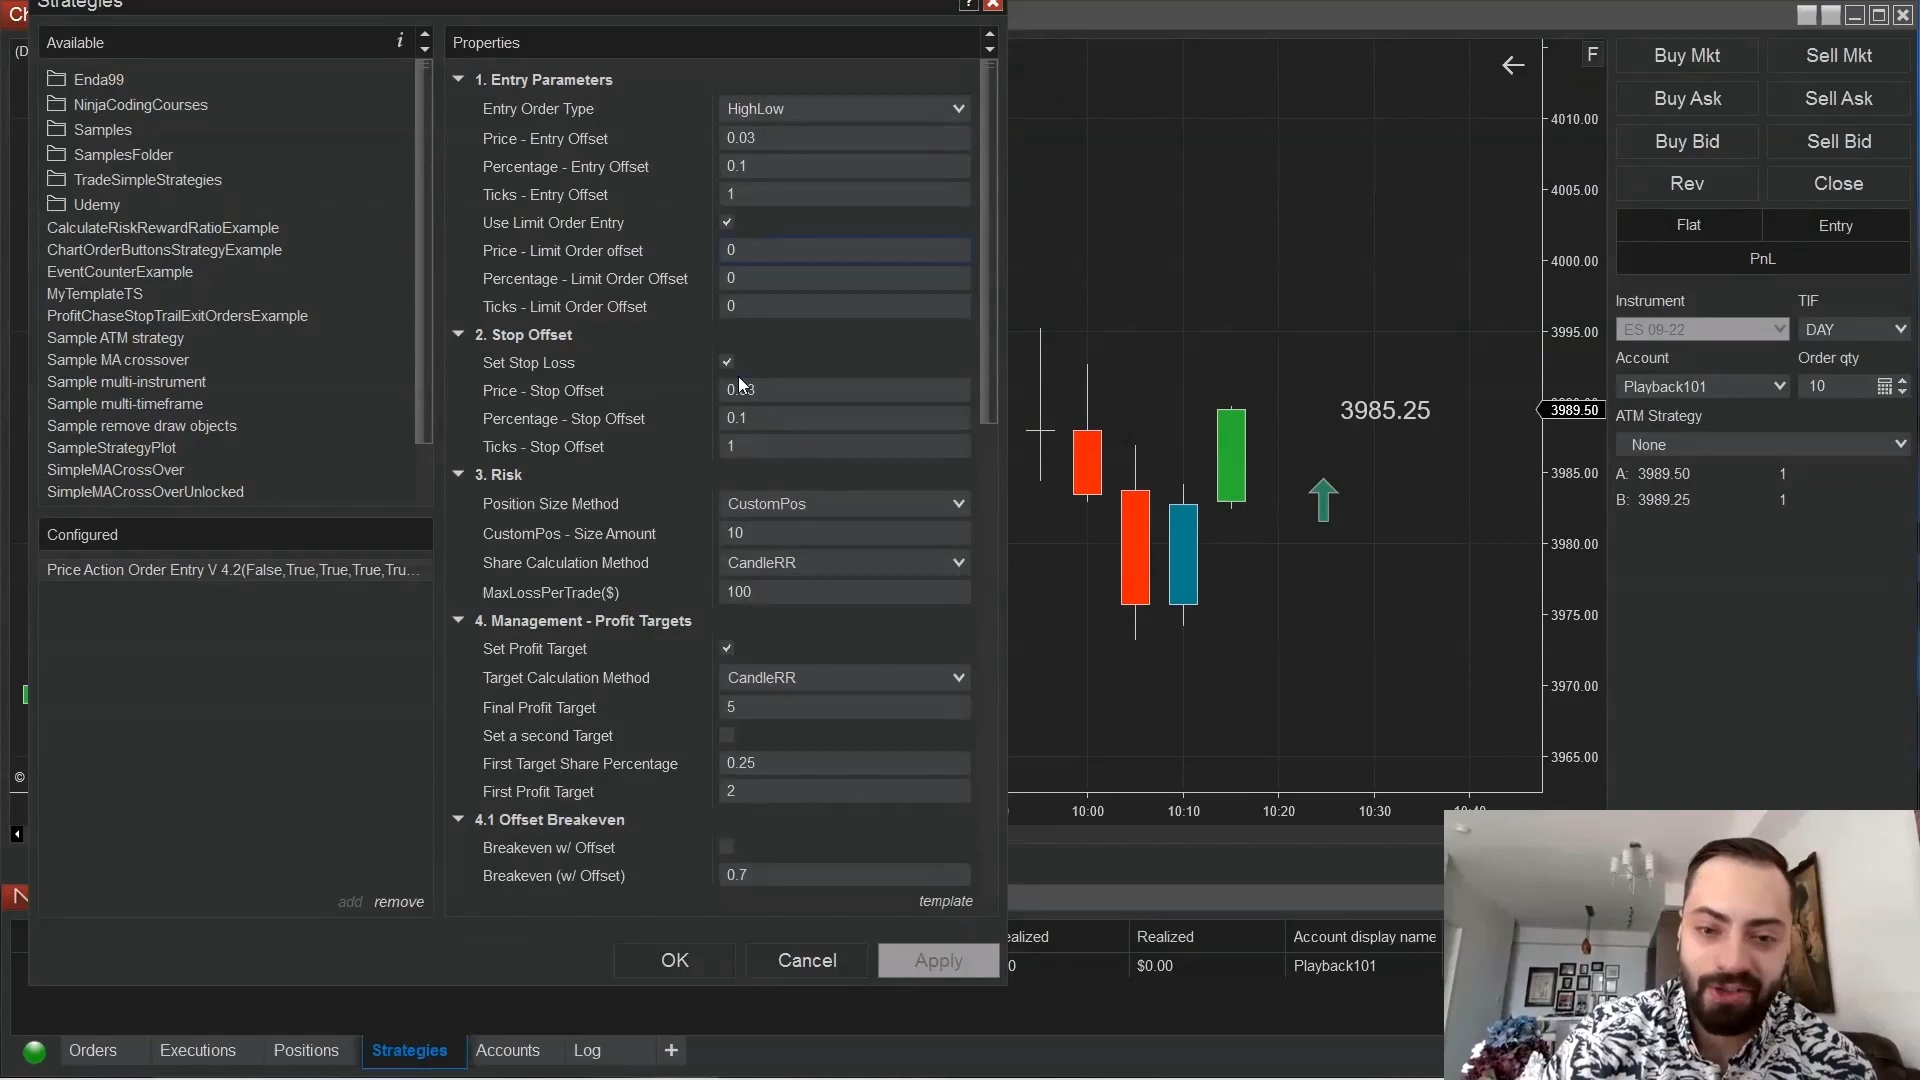 Strategies
?
Available
i
Enda99
NinjaCodingCourses
Samples
SamplesFolder
TradeSimpleStrategies
Udemy
CalculateRiskRewardRatioExample
ChartOrderButtonsStrategyExample
EventCounterExample
MyTemplateTS
ProfitChaseStopTrailExitOrdersExample
Sample ATM strategy
Sample MA crossover
Sample multi-instrument
Sample multi-timeframe
Sample remove draw objects
SampleStrategyPlot
SimpleMACrossOver
SimpleMACrossOverUnlocked
Configured
Price Action Order Entry V 4.2(False,True,True,True,Tru...
add remove
Properties
1. Entry Parameters
Entry Order Type HighLow
Price - Entry Offset 0.03
Percentage - Entry Offset 0.1
Ticks - Entry Offset 1
Use Limit Order Entry
Price - Limit Order offset 0
Percentage - Limit Order Offset 0
Ticks - Limit Order Offset 0
2. Stop Offset
Set Stop Loss
Price - Stop Offset
Percentage - Stop Offset 0.1
Ticks - Stop Offset 1
3. Risk
Position Size Method CustomPos
CustomPos - Size Amount 10
Share Calculation Method CandleRR
MaxLossPerTrade($) 100
4. Management - Profit Targets
Set Profit Target
Target Calculation Method CandleRR
Final Profit Target 5
Set a second Target
First Target Share Percentage 0.25
First Profit Target 2
4.1 Offset Breakeven
Breakeven w/ Offset
Breakeven (w/ Offset) 0.7
template
OK Cancel Apply
F
4010.00
4005.00
4000.00
3995.00
3989.50
3985.00
3980.00
3975.00
3970.00
3965.00
3985.25
10:00 10:10 10:20 10:30
Buy Mkt Sell Mkt
Buy Ask Sell Ask
Buy Bid Sell Bid
Rev Close
Flat Entry
PnL
Instrument TIF
ES 09-22 DAY
Account Order qty
Playback101 10
ATM Strategy
None
A: 3989.50 1
B: 3989.25 1
Realized Account display name
$0.00 Playback101
Orders Executions Positions Strategies Accounts Log +